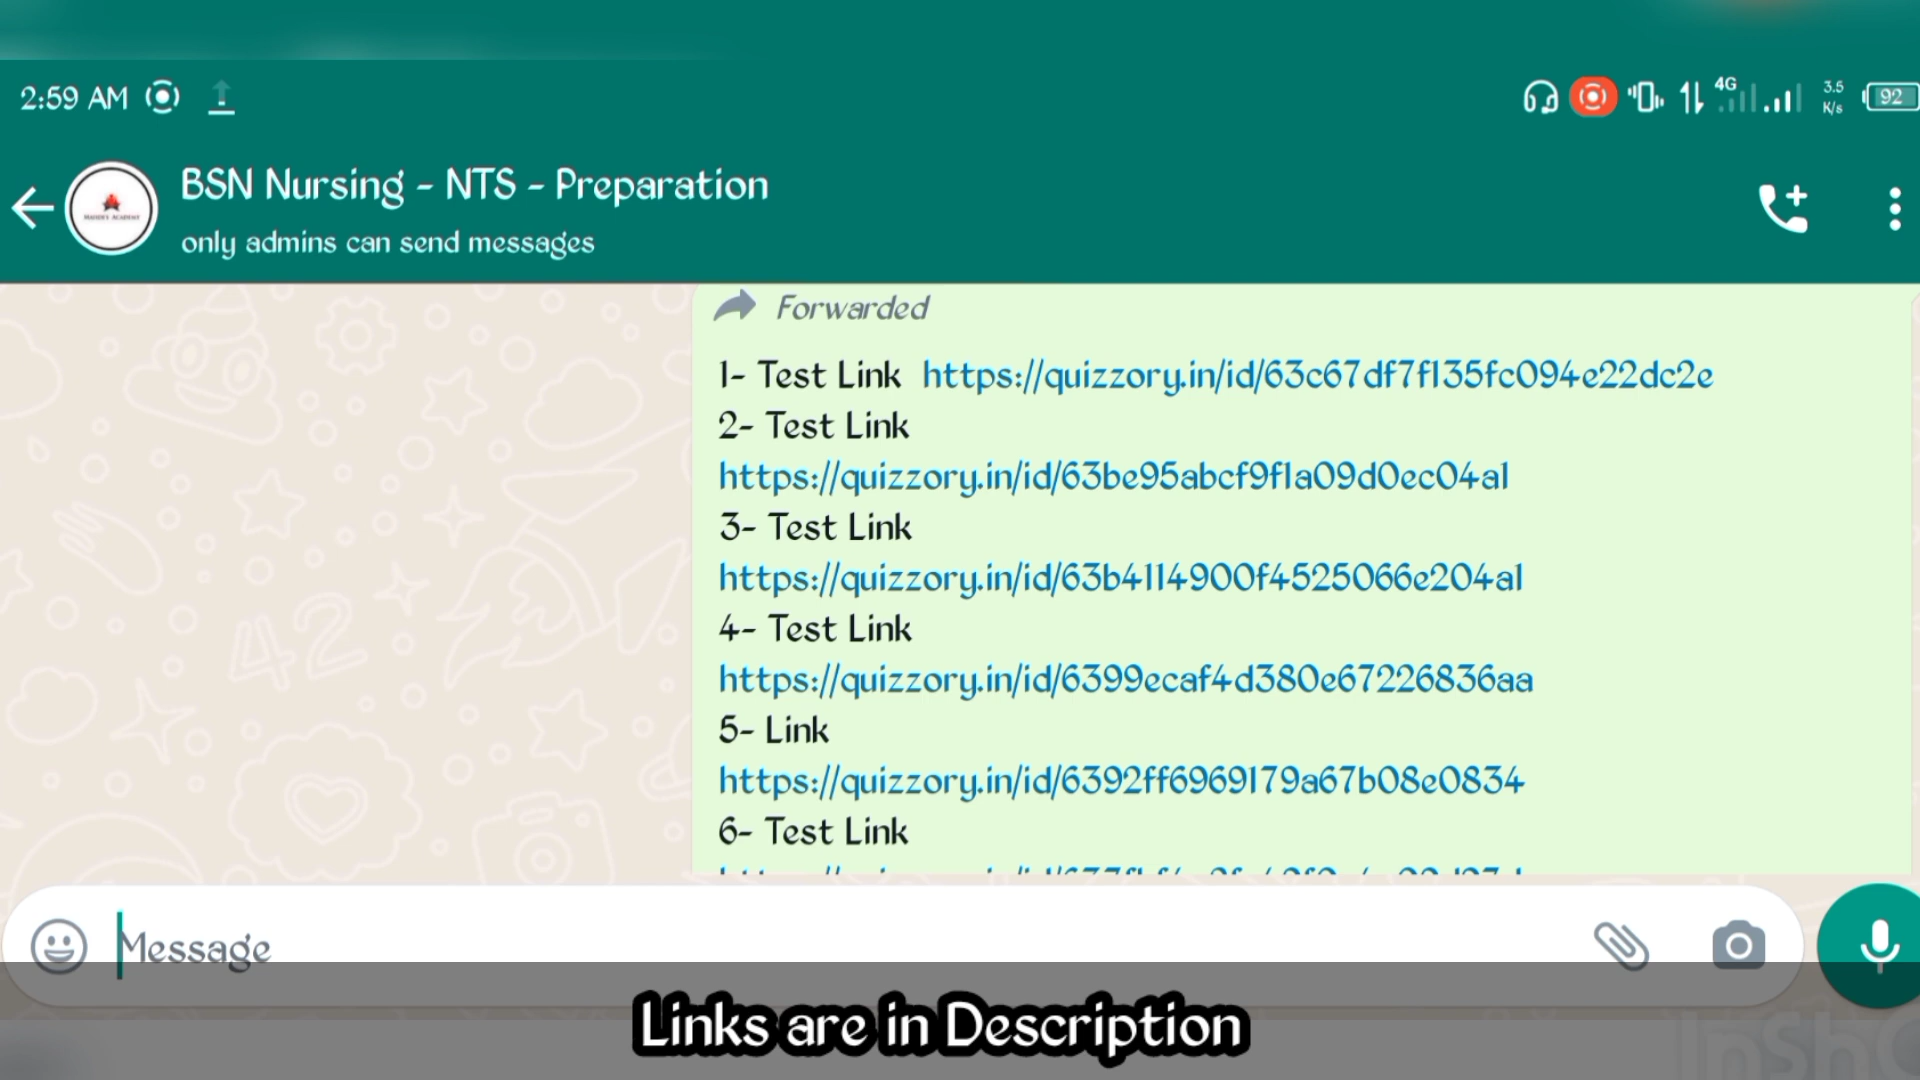 2:59 AM
4G
3.5
K/s
92
BSN Nursing - NTS - Preparation
only admins can send messages
Forwarded
1- Test Link https://quizzory.in/id/63c67df7f135fc094e22dc2e
2- Test Link
https://quizzory.in/id/63be95abcf9f1a09d0ec04a1
3- Test Link
https://quizzory.in/id/63b4114900f4525066e204a1
4- Test Link
https://quizzory.in/id/6399ecaf4d380e67226836aa
5- Link
https://quizzory.in/id/6392ff6969179a67b08e0834
6- Test Link
Message
Links are in Description